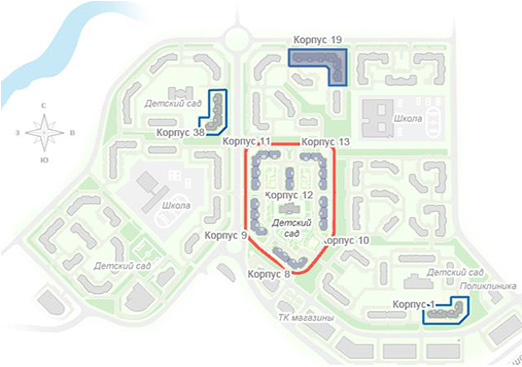 Корпус 19
Детский сад
Корпус 38
Школа
С
З
В
Ю
Корпус 11
Корпус 13
Корпус 12
Школа
Детский
сад
Корпус 9
Корпус 10
Детский сад
Корпус 8
Детский сад
Поликлиника
Корпус 1
ТК магазины